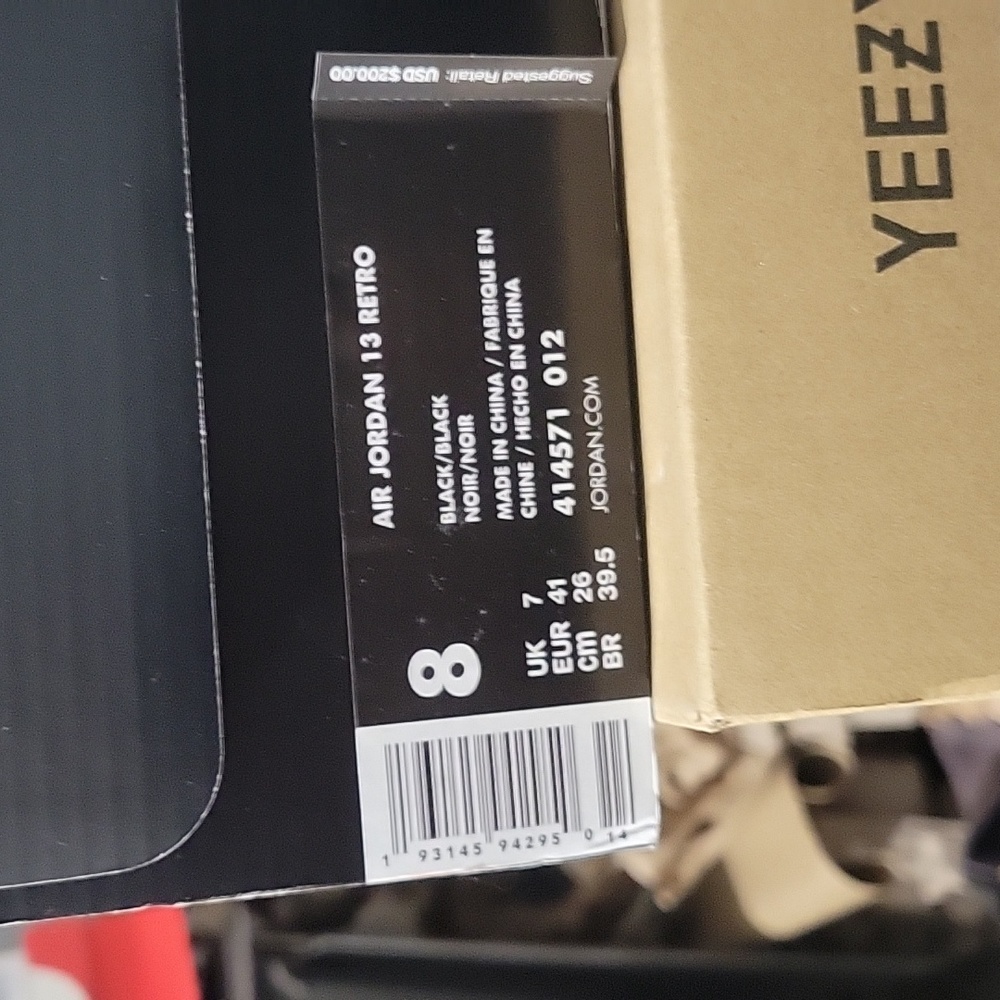 Suggested Retail: USD $200.00
AIR JORDAN 13 RETRO
BLACK/BLACK
NOIR/NOIR
MADE IN CHINA / FABRIQUE EN
CHINE / HECHO EN CHINA
414571 012
JORDAN.COM
8
UK 7
EUR 41
cm 26
BR 39.5
1 93145 94295 0 14
YEEZY